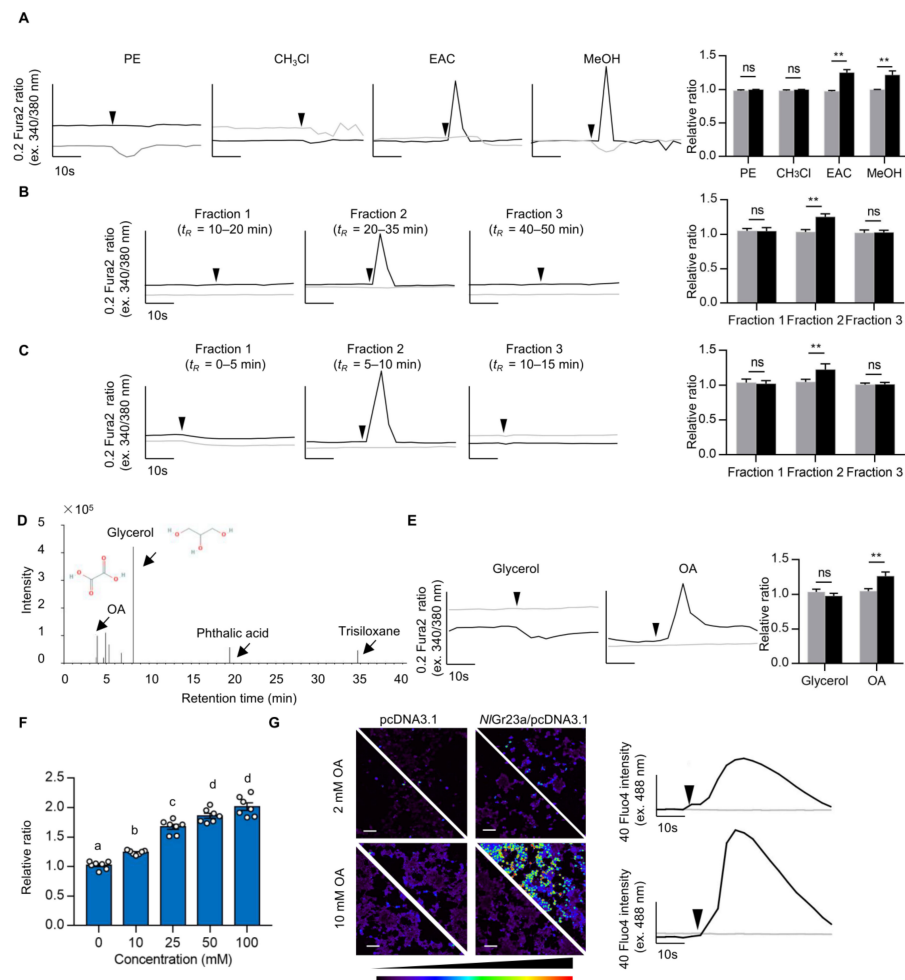 A
PE
CH₃Cl
EAC
MeOH
0.2 Fura2 ratio
(ex. 340/380 nm)
10s
Relative ratio
1.5
1.0
0.5
0.0
ns
ns
**
**
PE
CH₃Cl
EAC
MeOH
B
Fraction 1
(tR = 10–20 min)
Fraction 2
(tR = 20–35 min)
Fraction 3
(tR = 40–50 min)
0.2 Fura2 ratio
(ex. 340/380 nm)
10s
Relative ratio
1.5
1.0
0.5
0.0
ns
**
ns
Fraction 1
Fraction 2
Fraction 3
C
Fraction 1
(tR = 0–5 min)
Fraction 2
(tR = 5–10 min)
Fraction 3
(tR = 10–15 min)
0.2 Fura2 ratio
(ex. 340/380 nm)
10s
Relative ratio
1.5
1.0
0.5
0.0
ns
**
ns
Fraction 1
Fraction 2
Fraction 3
D
×10⁵
5
4
3
2
1
0
Intensity
Glycerol
OA
Phthalic acid
Trisiloxane
0 5 10 15 20 25 30 35 40
Retention time (min)
E
Glycerol
OA
0.2 Fura2 ratio
(ex. 340/380 nm)
10s
Relative ratio
1.5
1.0
0.5
0.0
ns
**
Glycerol
OA
F
Relative ratio
2.5
2.0
1.5
1.0
0.5
0.0
a
b
c
d
d
0 10 25 50 100
Concentration (mM)
G
pcDNA3.1
NlGr23a/pcDNA3.1
2 mM OA
10 mM OA
40 Fluo4 intensity
(ex. 488 nm)
10s
40 Fluo4 intensity
(ex. 488 nm)
10s